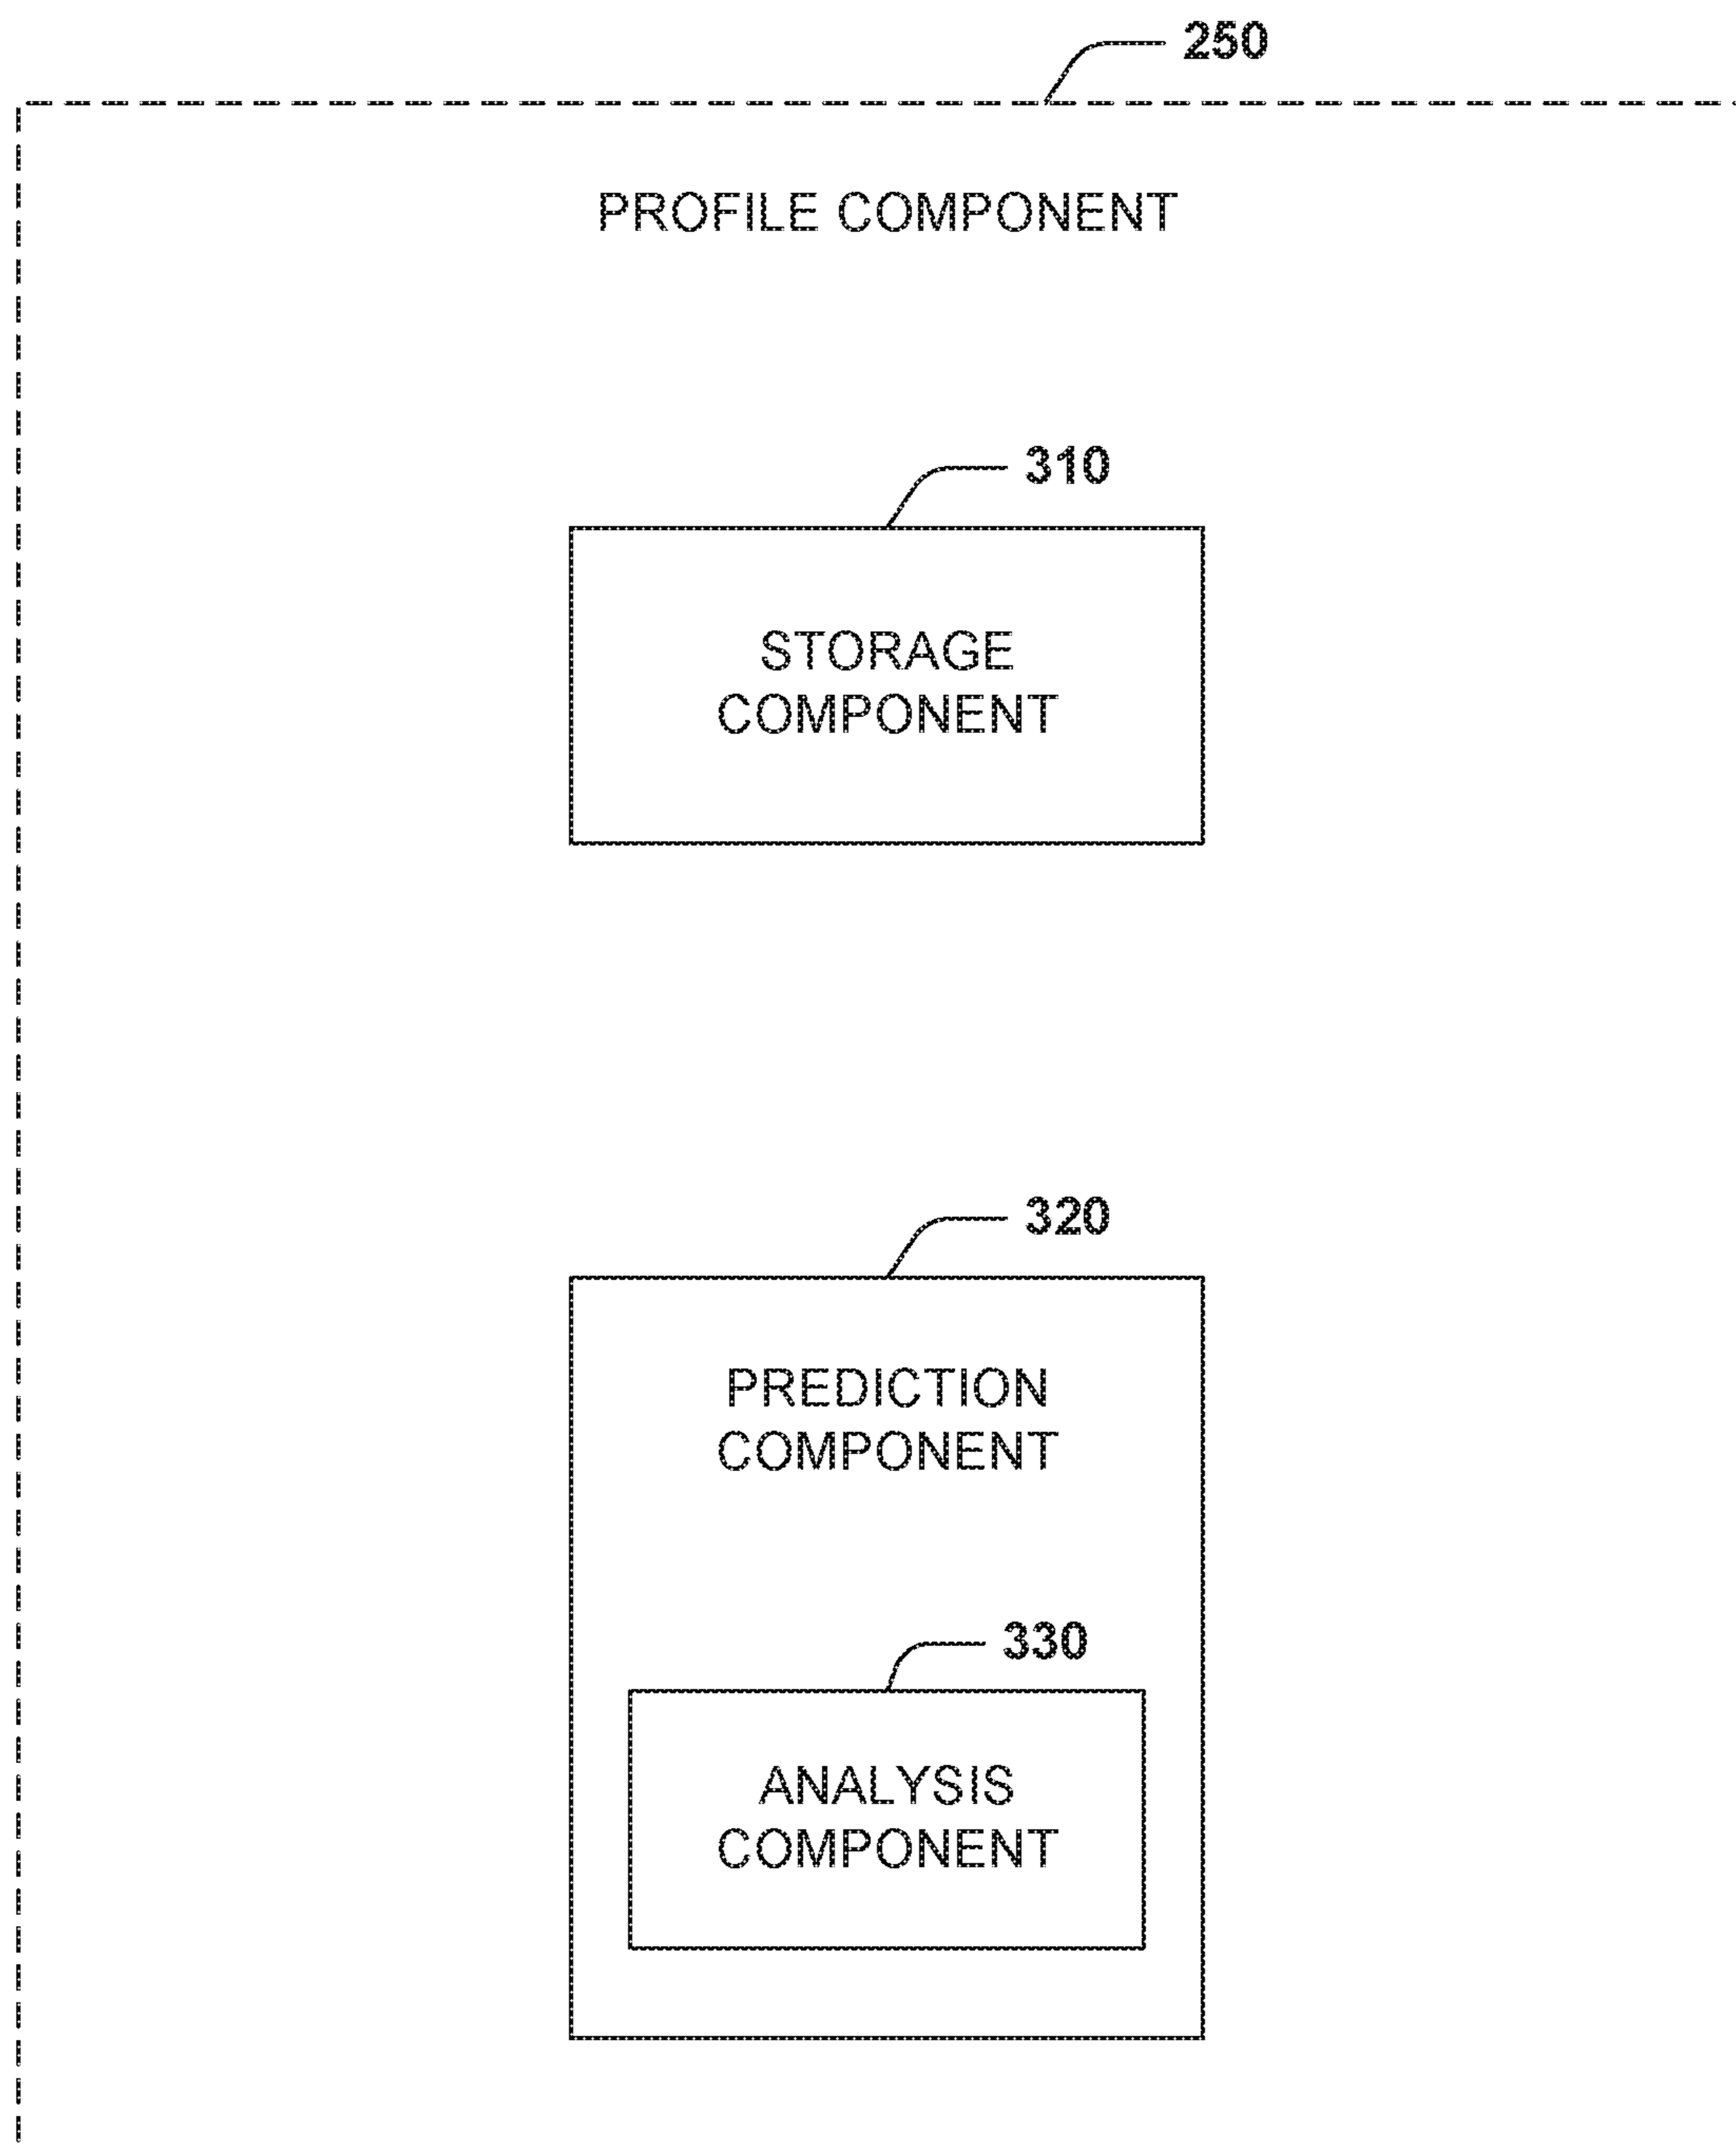 250
PROFILE COMPONENT
310
STORAGE
COMPONENT
320
PREDICTION
COMPONENT
330
ANALYSIS
COMPONENT